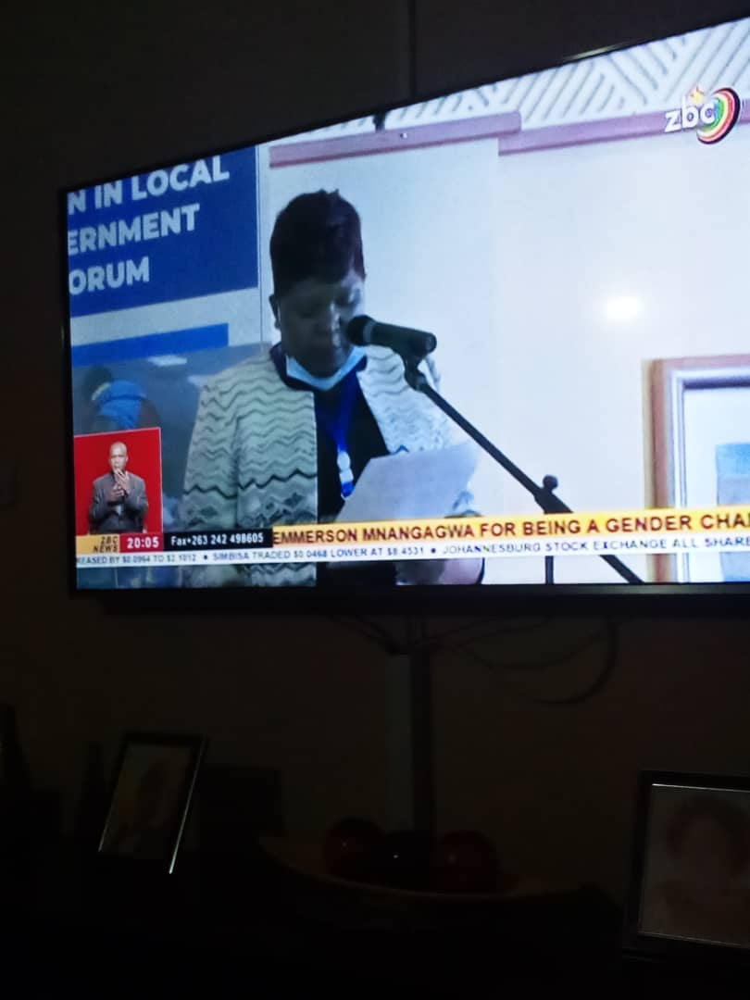 zbc
N IN LOCAL
ERNMENT
ORUM
ZBC
NEWS
20:05
Fax+263 242 498605
EMMERSON MNANGAGWA FOR BEING A GENDER CHA
REASED BY $0.0964 TO $2.1012 ● SIMBISA TRADED $0.0468 LOWER AT $8.4531 ● JOHANNESBURG STOCK EXCHANGE ALL SHARE